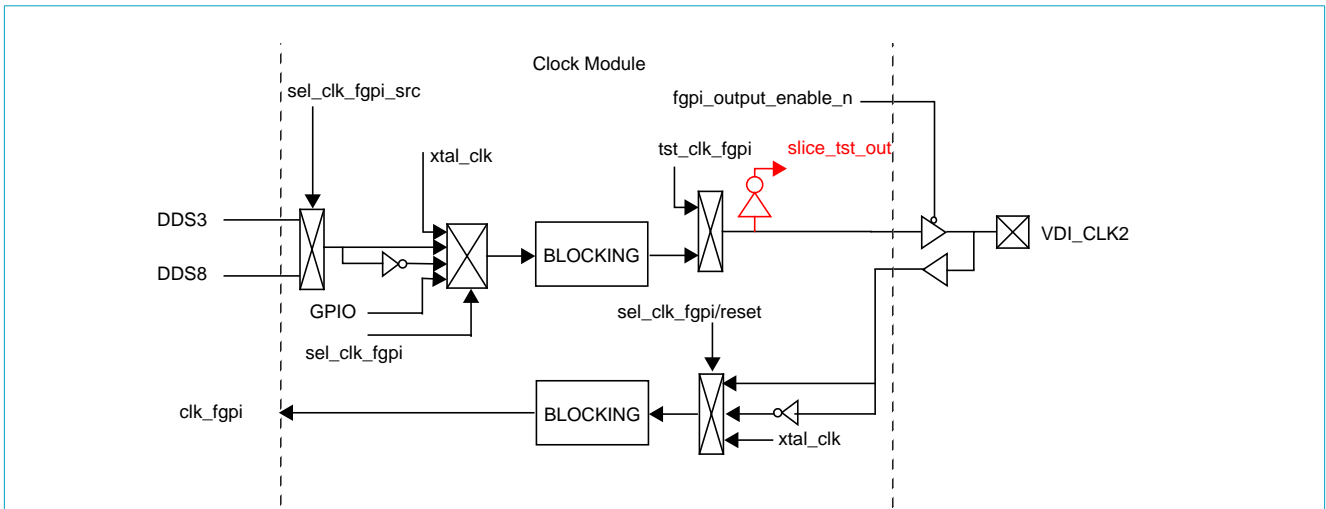 Clock Module
sel_clk_fgpi_src
fgpi_output_enable_n
xtal_clk
tst_clk_fgpi
slice_tst_out
DDS3
VDI_CLK2
BLOCKING
DDS8
GPIO
sel_clk_fgpi/reset
sel_clk_fgpi
clk_fgpi
BLOCKING
xtal_clk